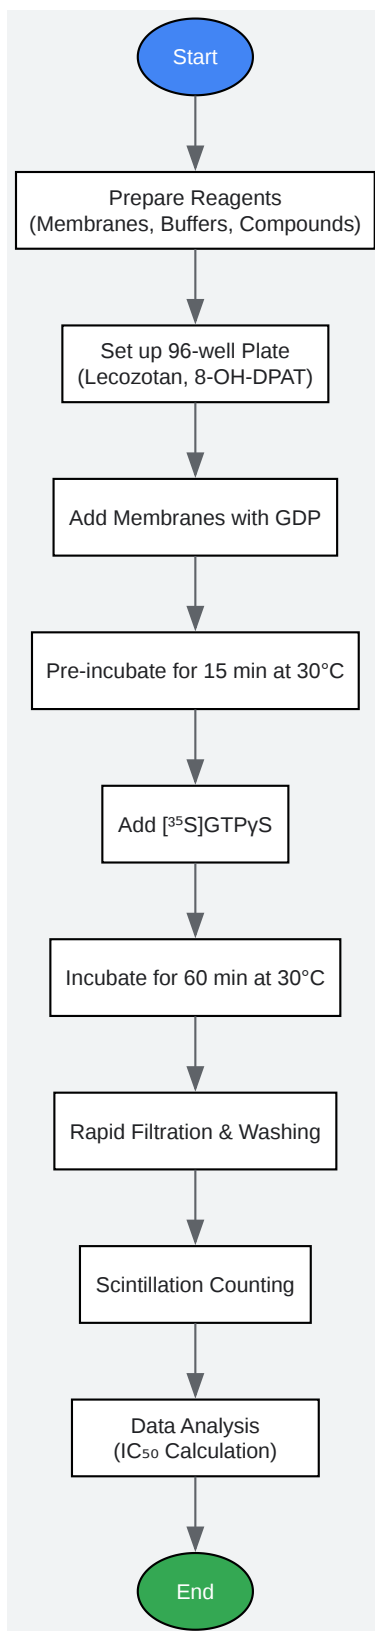 Start
Prepare Reagents
(Membranes, Buffers, Compounds)
Set up 96-well Plate
(Lecozotan, 8-OH-DPAT)
Add Membranes with GDP
Pre-incubate for 15 min at 30°C
Add [³⁵S]GTPγS
Incubate for 60 min at 30°C
Rapid Filtration & Washing
Scintillation Counting
Data Analysis
(IC₅₀ Calculation)
End